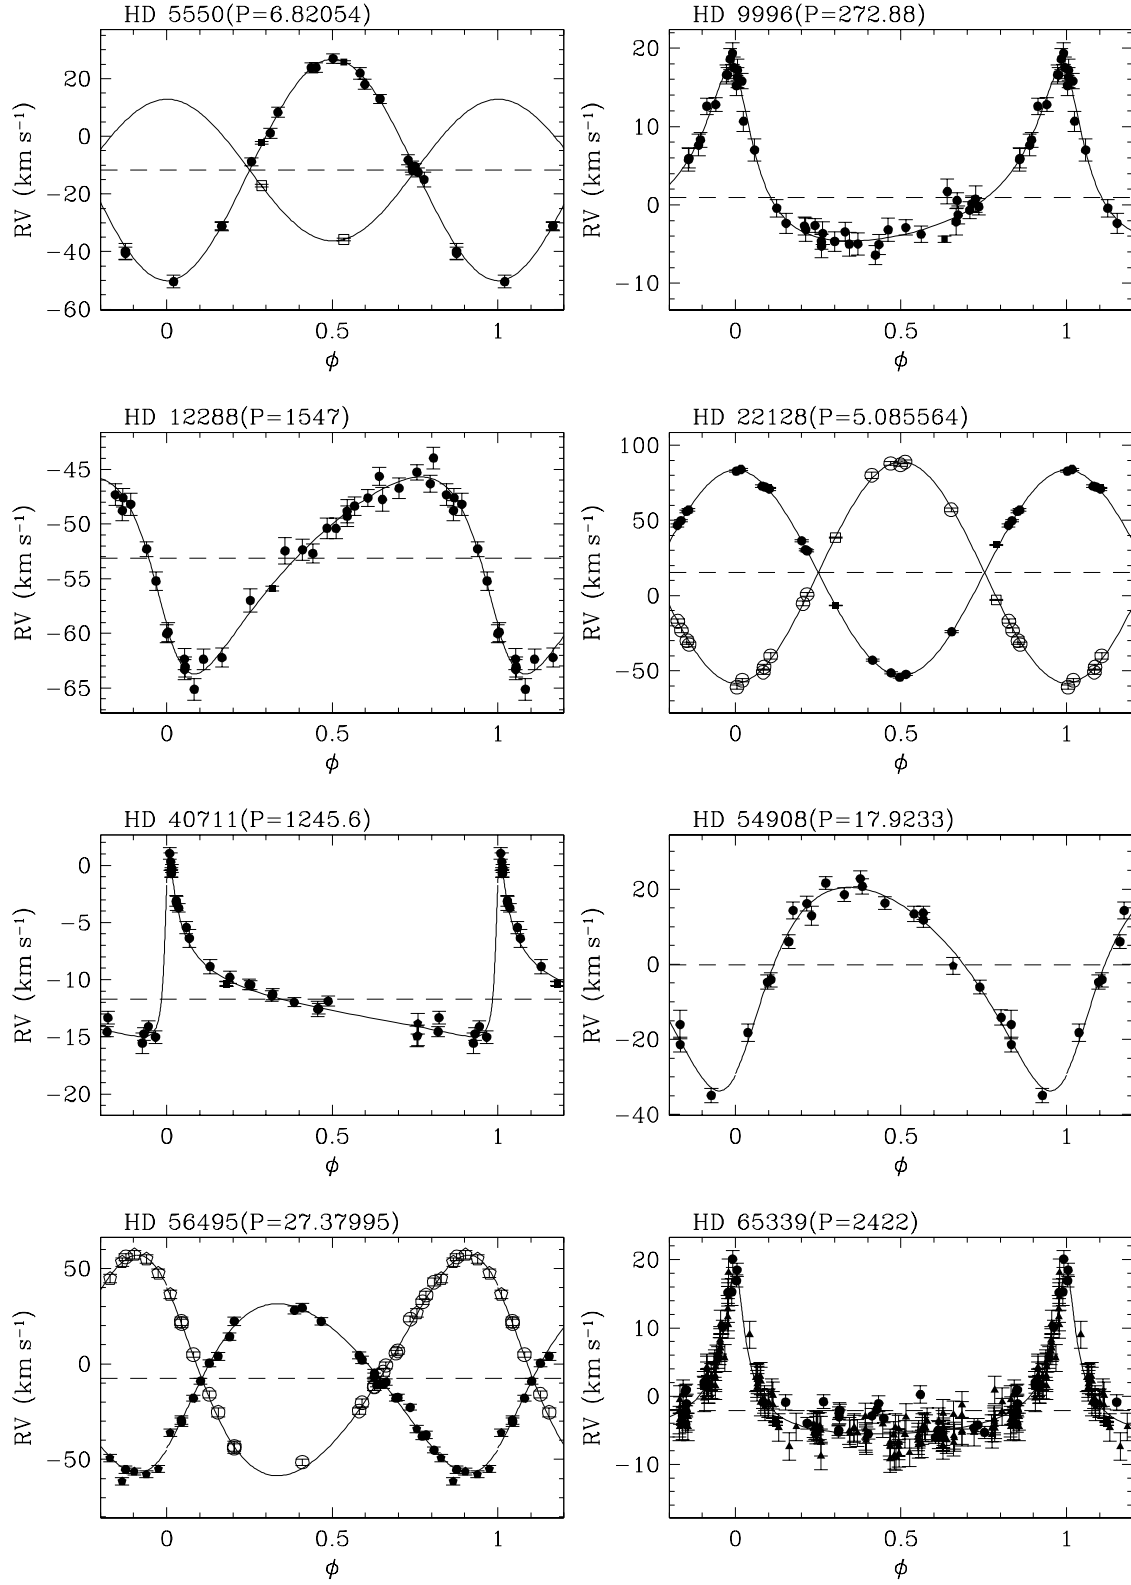 HD 5550(P=6.82054)
RV (km s⁻¹)
20
0
−20
−40
−60
0
0.5
1
ϕ
HD 9996(P=272.88)
RV (km s⁻¹)
20
10
0
−10
0
0.5
1
ϕ
HD 12288(P=1547)
RV (km s⁻¹)
−45
−50
−55
−60
−65
0
0.5
1
ϕ
HD 22128(P=5.085564)
RV (km s⁻¹)
100
50
0
−50
0
0.5
1
ϕ
HD 40711(P=1245.6)
RV (km s⁻¹)
0
−5
−10
−15
−20
0
0.5
1
ϕ
HD 54908(P=17.9233)
RV (km s⁻¹)
20
0
−20
−40
0
0.5
1
ϕ
HD 56495(P=27.37995)
RV (km s⁻¹)
50
0
−50
0
0.5
1
ϕ
HD 65339(P=2422)
RV (km s⁻¹)
20
10
0
−10
0
0.5
1
ϕ